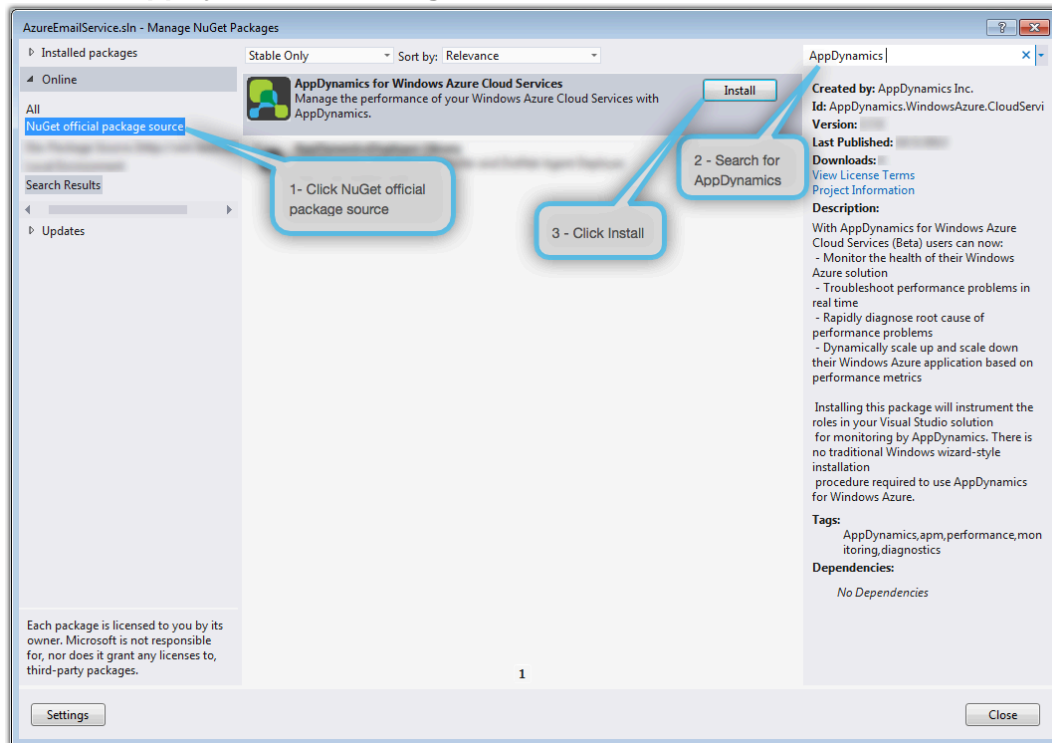 AzureEmailService.sln - Manage NuGet Packages
Installed packages
Online
All
NuGet official package source
Search Results
Updates
Each package is licensed to you by its
owner. Microsoft is not responsible
for, nor does it grant any licenses to,
third-party packages.
Settings
Stable Only
Sort by: Relevance
AppDynamics for Windows Azure Cloud Services
Manage the performance of your Windows Azure Cloud Services with
AppDynamics.
Install
1- Click NuGet official
package source
3 - Click Install
2 - Search for
AppDynamics
1
AppDynamics
Created by: AppDynamics Inc.
Id: AppDynamics.WindowsAzure.CloudServi
Version:
Last Published:
Downloads:
View License Terms
Project Information
Description:
With AppDynamics for Windows Azure
Cloud Services (Beta) users can now:
- Monitor the health of their Windows
Azure solution
- Troubleshoot performance problems in
real time
- Rapidly diagnose root cause of
performance problems
- Dynamically scale up and scale down
their Windows Azure application based on
performance metrics
Installing this package will instrument the
roles in your Visual Studio solution
for monitoring by AppDynamics. There is
no traditional Windows wizard-style
installation
procedure required to use AppDynamics
for Windows Azure.
Tags:
AppDynamics,apm,performance,mon
itoring,diagnostics
Dependencies:
No Dependencies
Close